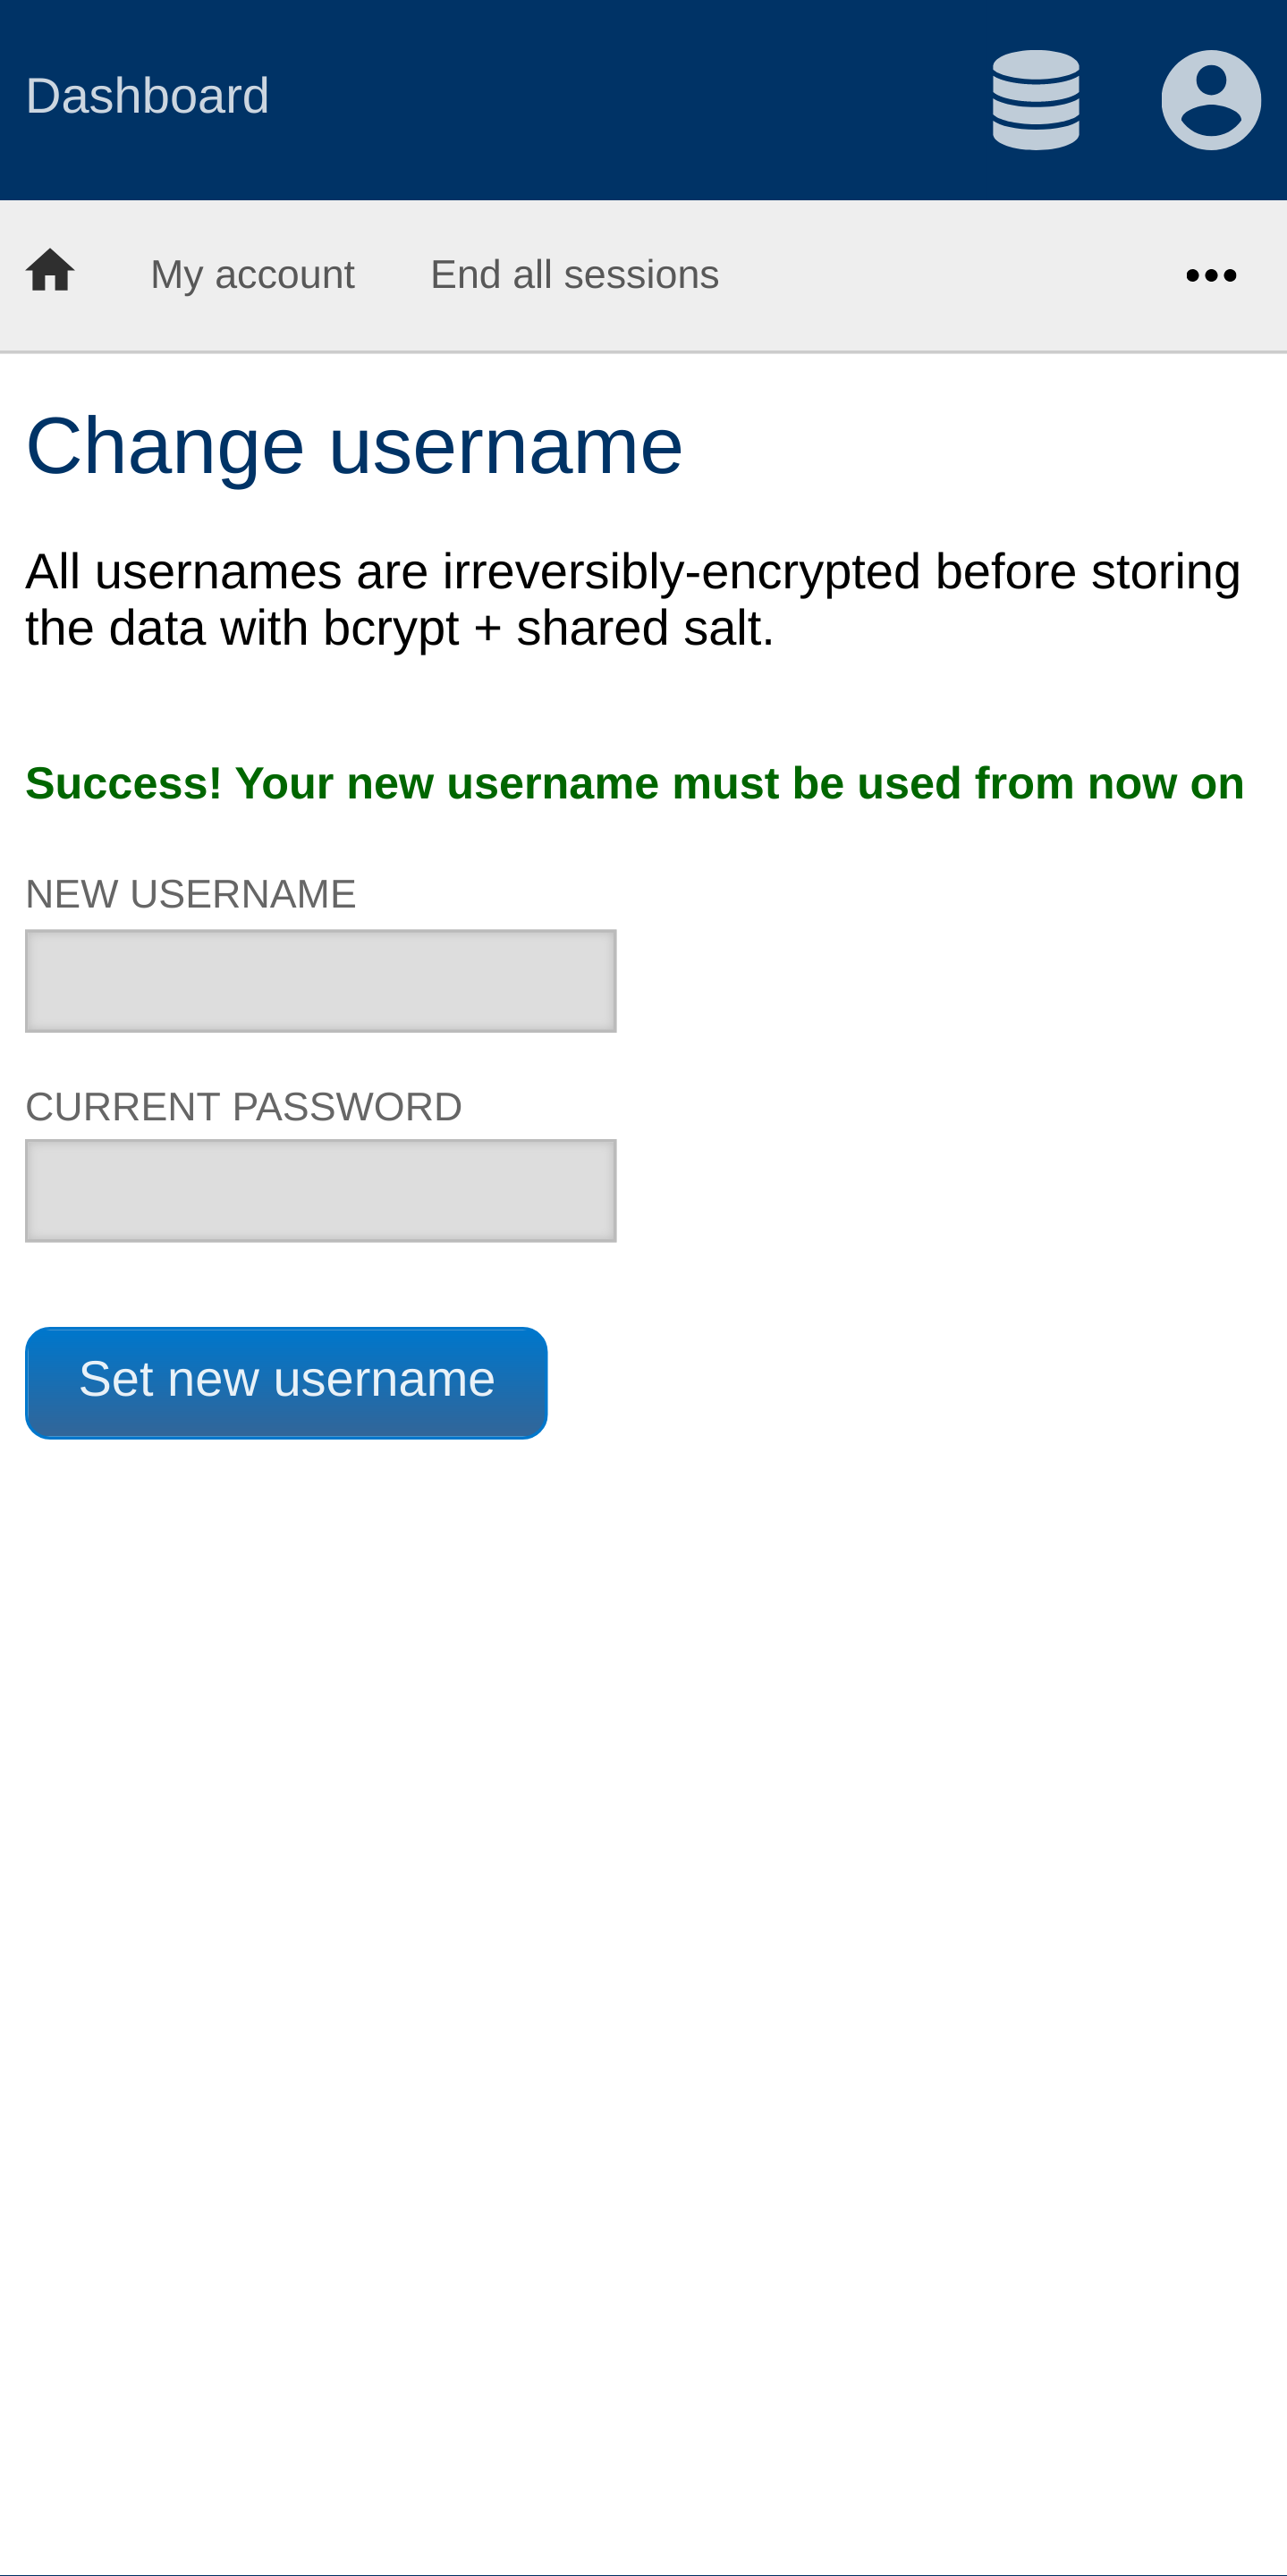 Dashboard
My account End all sessions
Change username
All usernames are irreversibly-encrypted before storing
the data with bcrypt + shared salt.
Success! Your new username must be used from now on
NEW USERNAME
CURRENT PASSWORD
Set new username